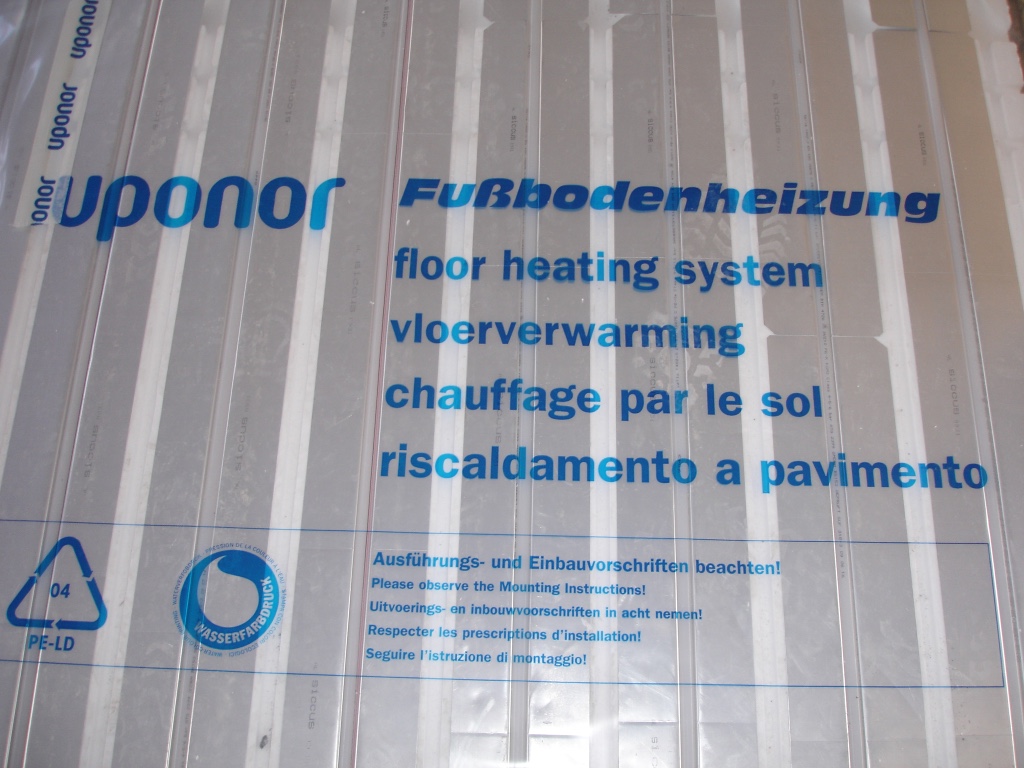 uponor
uponor
uponor
uponor
Fußbodenheizung
floor heating system
vloerverwarming
chauffage par le sol
riscaldamento a pavimento
04
PE-LD
WASSERFARBDRUCK
Ausführungs- und Einbauvorschriften beachten!
Please observe the Mounting Instructions!
Uitvoerings- en inbouwvoorschriften in acht nemen!
Respecter les prescriptions d'installation!
Seguire l'istruzione di montaggio!